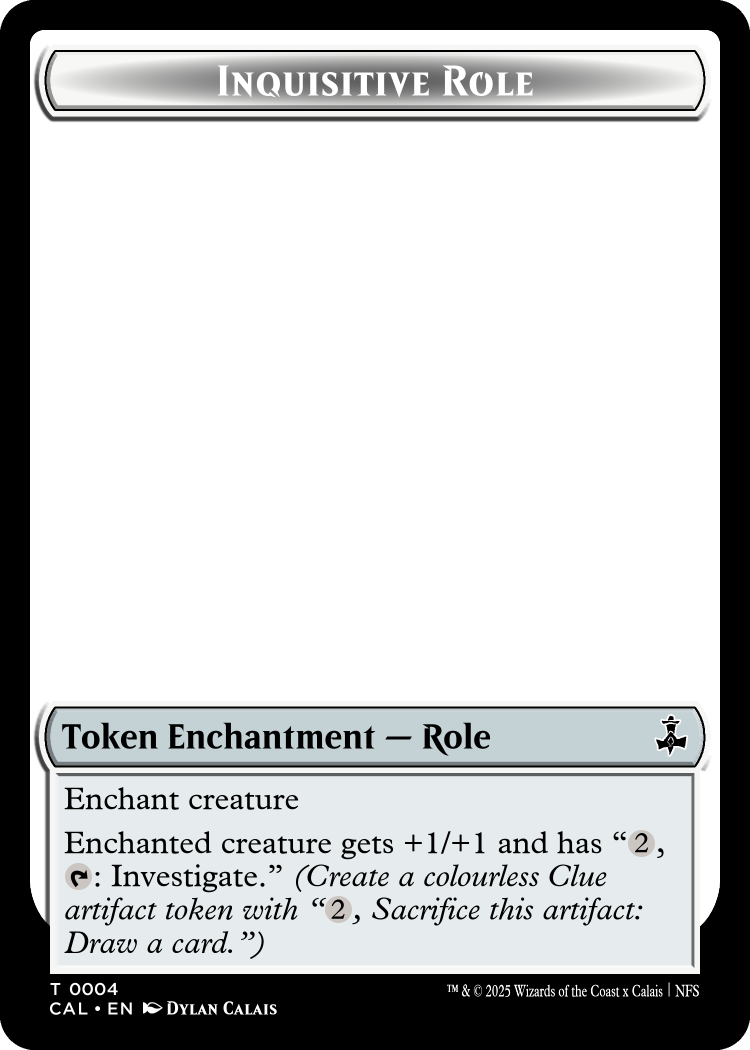 Inquisitive Role
Token Enchantment — Role
Enchant creature
Enchanted creature gets +1/+1 and has “2,
: Investigate.” (Create a colourless Clue
artifact token with “2, Sacrifice this artifact:
Draw a card.”)
T 0004
CAL • EN Dylan Calais
™ & © 2025 Wizards of the Coast x Calais | NFS